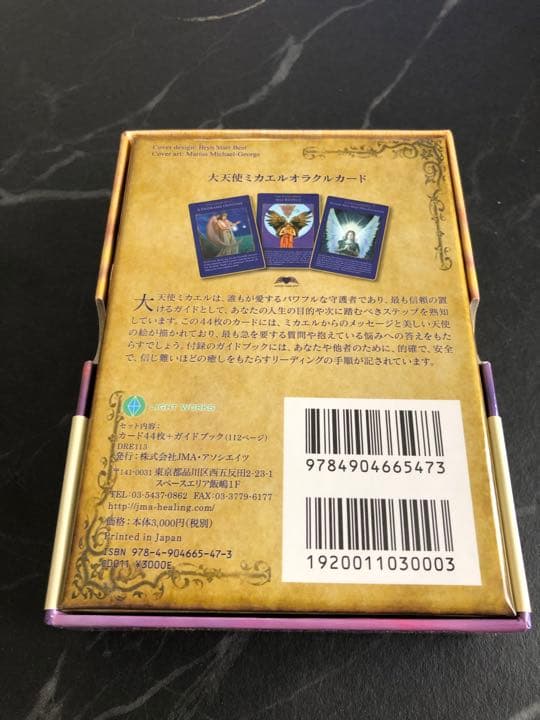 Cover design: Bryn Starr Best
Cover art: Marius Michael-George
大天使ミカエルオラクルカード
大天使ミカエルは、誰もが愛するパワフルな守護者であり、最も信頼の置
けるガイドとして、あなたの人生の目的や次に踏むべきステップを熟知
しています。この44枚のカードには、ミカエルからのメッセージと美しい天使
の絵が描かれており、最も急を要する質問や抱えている悩みへの答えをもた
らすでしょう。付録のガイドブックには、あなたや他者のために、的確で、安全
で、信じ難いほどの癒しをもたらすリーディングの手順が記されています。
LIGHT WORKS
セット内容:
カード44枚+ガイドブック(112ページ)
DRE113
発行:株式会社JMA・アソシエイツ
〒141-0031 東京都品川区西五反田2-23-1
スペースエリア飯嶋1F
TEL:03-5437-0862 FAX:03-3779-6177
http://jma-healing.com/
価格:本体3,000円(税別)
Printed in Japan
ISBN 978-4-904665-47-3
C0011 ¥3000E
9784904665473
1920011030003